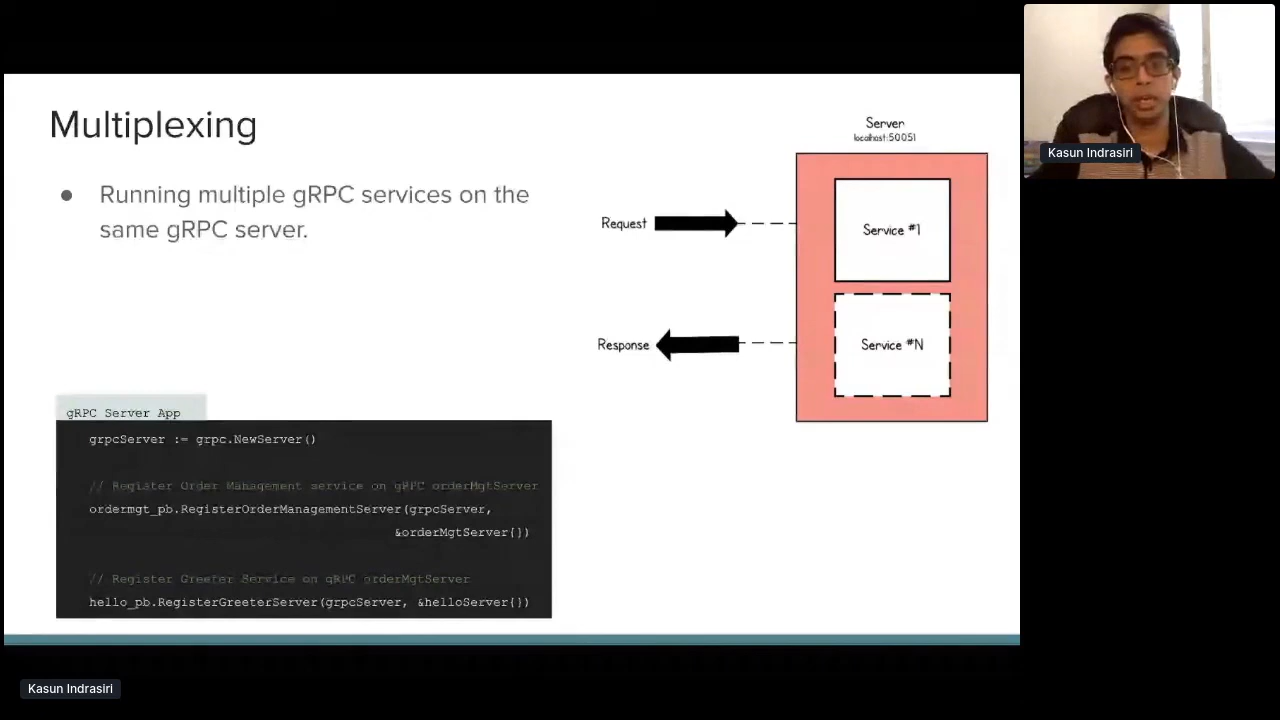 Multiplexing
● Running multiple gRPC services on the
same gRPC server.
Server
localhost:50051
Request
Service #1
Response
Service #N
gRPC Server App
grpcServer := grpc.NewServer()
// Register Order Management service on gRPC orderMgtServer
ordermgt_pb.RegisterOrderManagementServer(grpcServer,
&orderMgtServer{})
// Register Greeter Service on gRPC orderMgtServer
hello_pb.RegisterGreeterServer(grpcServer, &helloServer{})
Kasun Indrasiri
Kasun Indrasiri